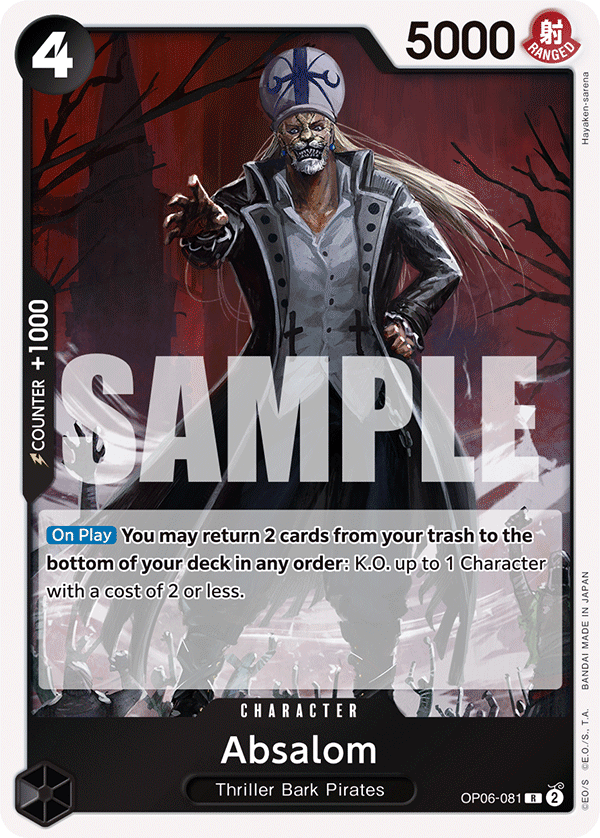 4
5000
射
RANGED
Hayaken-sarena
COUNTER +1000
SAMPLE
On Play You may return 2 cards from your trash to the
bottom of your deck in any order: K.O. up to 1 Character
with a cost of 2 or less.
CHARACTER
Absalom
Thriller Bark Pirates
OP06-081 R 2
©EO/S ©E.O./S., T.A. BANDAI MADE IN JAPAN